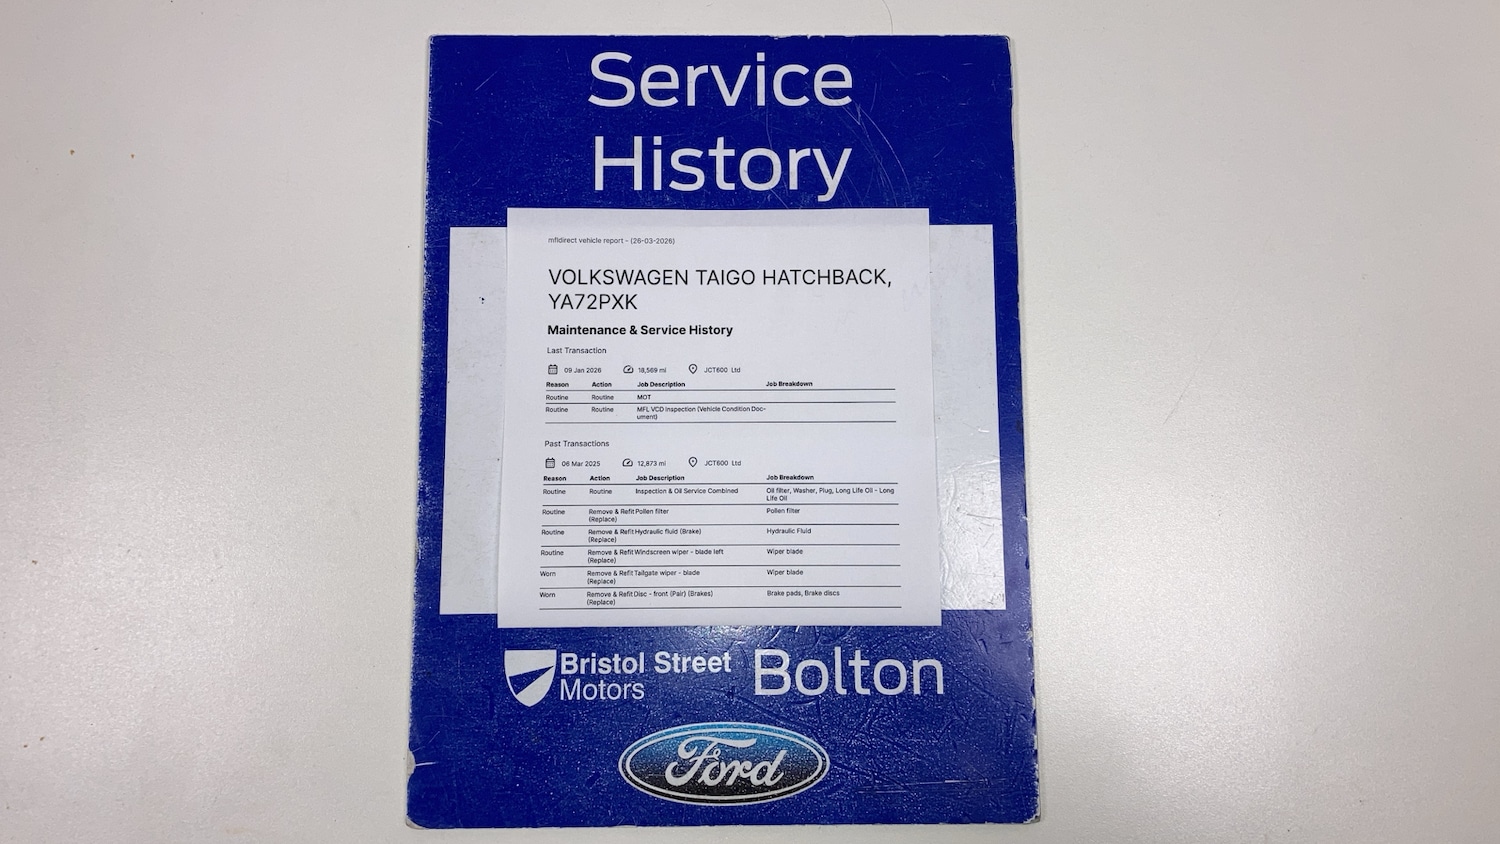 Service
History
mfldirect vehicle report - (26-03-2026)
VOLKSWAGEN TAIGO HATCHBACK,
YA72PXK
Maintenance & Service History
Last Transaction
09 Jan 2026 18,569 mi JCT600 Ltd
Reason Action Job Description Job Breakdown
Routine Routine MOT
Routine Routine MFL VCD Inspection (Vehicle Condition Doc-
ument)
Past Transactions
06 Mar 2025 12,873 mi JCT600 Ltd
Reason Action Job Description Job Breakdown
Routine Routine Inspection & Oil Service Combined Oil filter, Washer, Plug, Long Life Oil - Long
Life Oil
Routine Remove & Refit Pollen filter Pollen filter
(Replace)
Routine Remove & Refit Hydraulic fluid (Brake) Hydraulic Fluid
(Replace)
Routine Remove & Refit Windscreen wiper - blade left Wiper blade
(Replace)
Worn Remove & Refit Tailgate wiper - blade Wiper blade
(Replace)
Worn Remove & Refit Disc - front (Pair) (Brakes) Brake pads, Brake discs
(Replace)
Bristol Street
Motors
Bolton
Ford